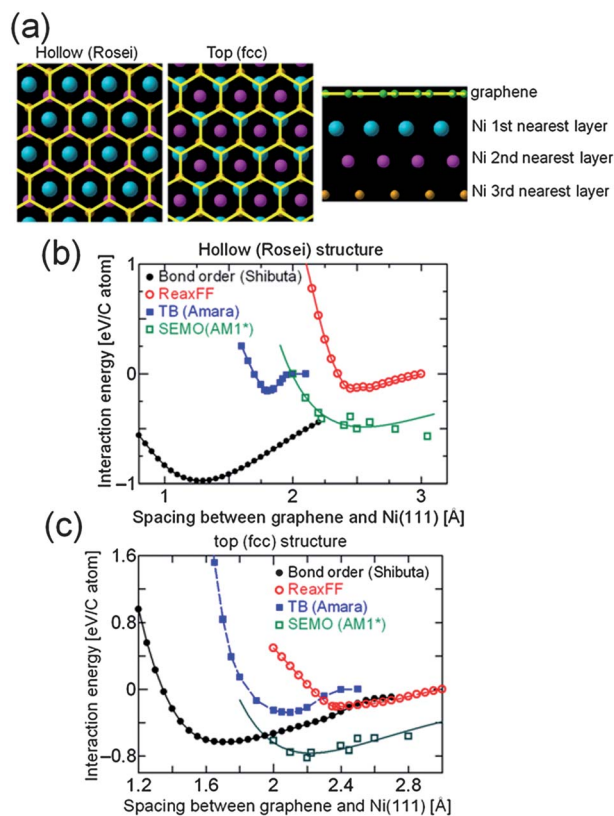 (a)
Hollow (Rosei)
Top (fcc)
graphene
Ni 1st nearest layer
Ni 2nd nearest layer
Ni 3rd nearest layer
(b)
Hollow (Rosei) structure
Interaction energy [eV/C atom]
1
0
−1
Bond order (Shibuta)
ReaxFF
TB (Amara)
SEMO(AM1*)
1
2
3
Spacing between graphene and Ni(111) [Å]
(c)
top (fcc) structure
Interaction energy [eV/C atom]
1.6
0.8
0
−0.8
Bond order (Shibuta)
ReaxFF
TB (Amara)
SEMO (AM1*)
1.2
1.6
2
2.4
2.8
Spacing between graphene and Ni(111) [Å]